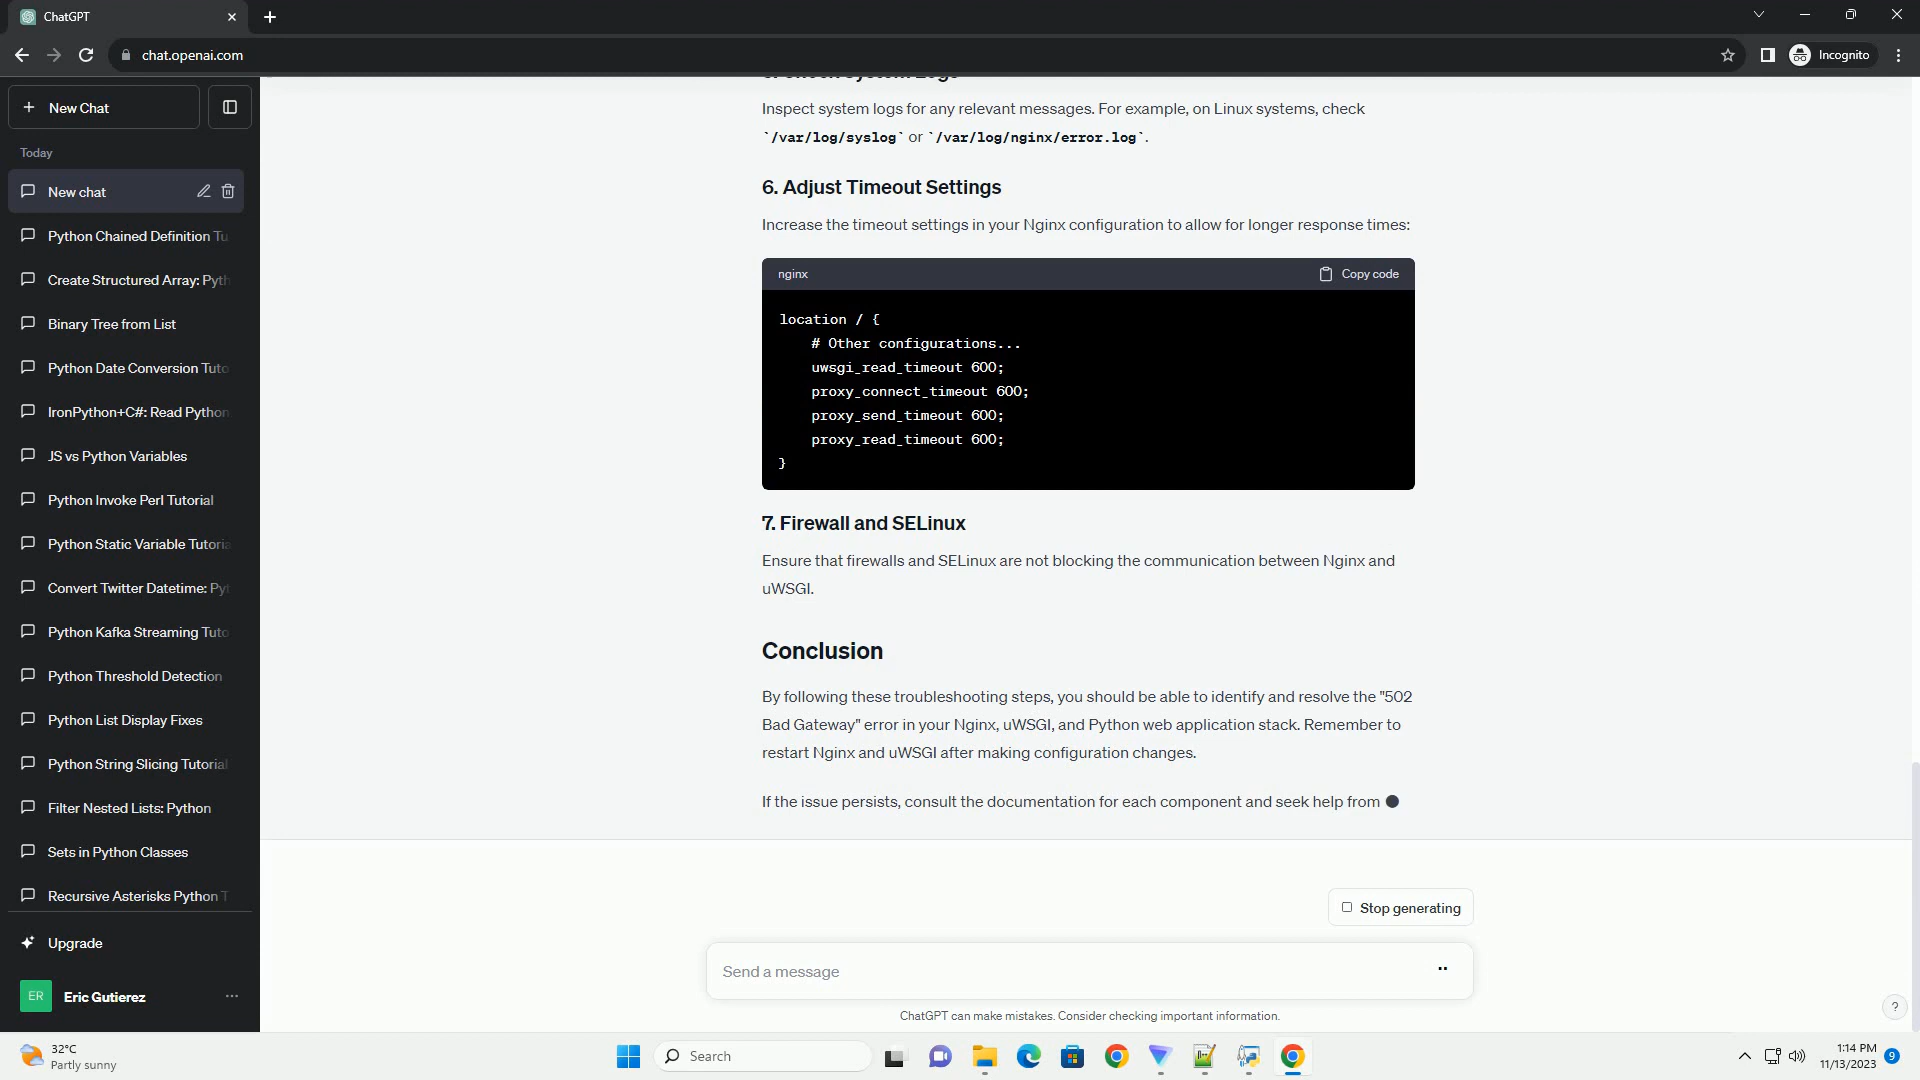 ChatGPT
chat.openai.com
Incognito
New Chat
Today
New chat
Python Chained Definition Tu
Create Structured Array: Pyth
Binary Tree from List
Python Date Conversion Tuto
IronPython+C#: Read Python
JS vs Python Variables
Python Invoke Perl Tutorial
Python Static Variable Tutoria
Convert Twitter Datetime: Pyt
Python Kafka Streaming Tuto
Python Threshold Detection
Python List Display Fixes
Python String Slicing Tutorial
Filter Nested Lists: Python
Sets in Python Classes
Recursive Asterisks Python T
Upgrade
ER Eric Gutierez
Inspect system logs for any relevant messages. For example, on Linux systems, check
`/var/log/syslog` or `/var/log/nginx/error.log`.
6. Adjust Timeout Settings
Increase the timeout settings in your Nginx configuration to allow for longer response times:
nginx
Copy code
location / {
# Other configurations...
uwsgi_read_timeout 600;
proxy_connect_timeout 600;
proxy_send_timeout 600;
proxy_read_timeout 600;
}
7. Firewall and SELinux
Ensure that firewalls and SELinux are not blocking the communication between Nginx and
uWSGI.
Conclusion
By following these troubleshooting steps, you should be able to identify and resolve the "502
Bad Gateway" error in your Nginx, uWSGI, and Python web application stack. Remember to
restart Nginx and uWSGI after making configuration changes.
If the issue persists, consult the documentation for each component and seek help from
Stop generating
Send a message
ChatGPT can make mistakes. Consider checking important information.
?
32°C
Partly sunny
Search
1:14 PM
11/13/2023
9